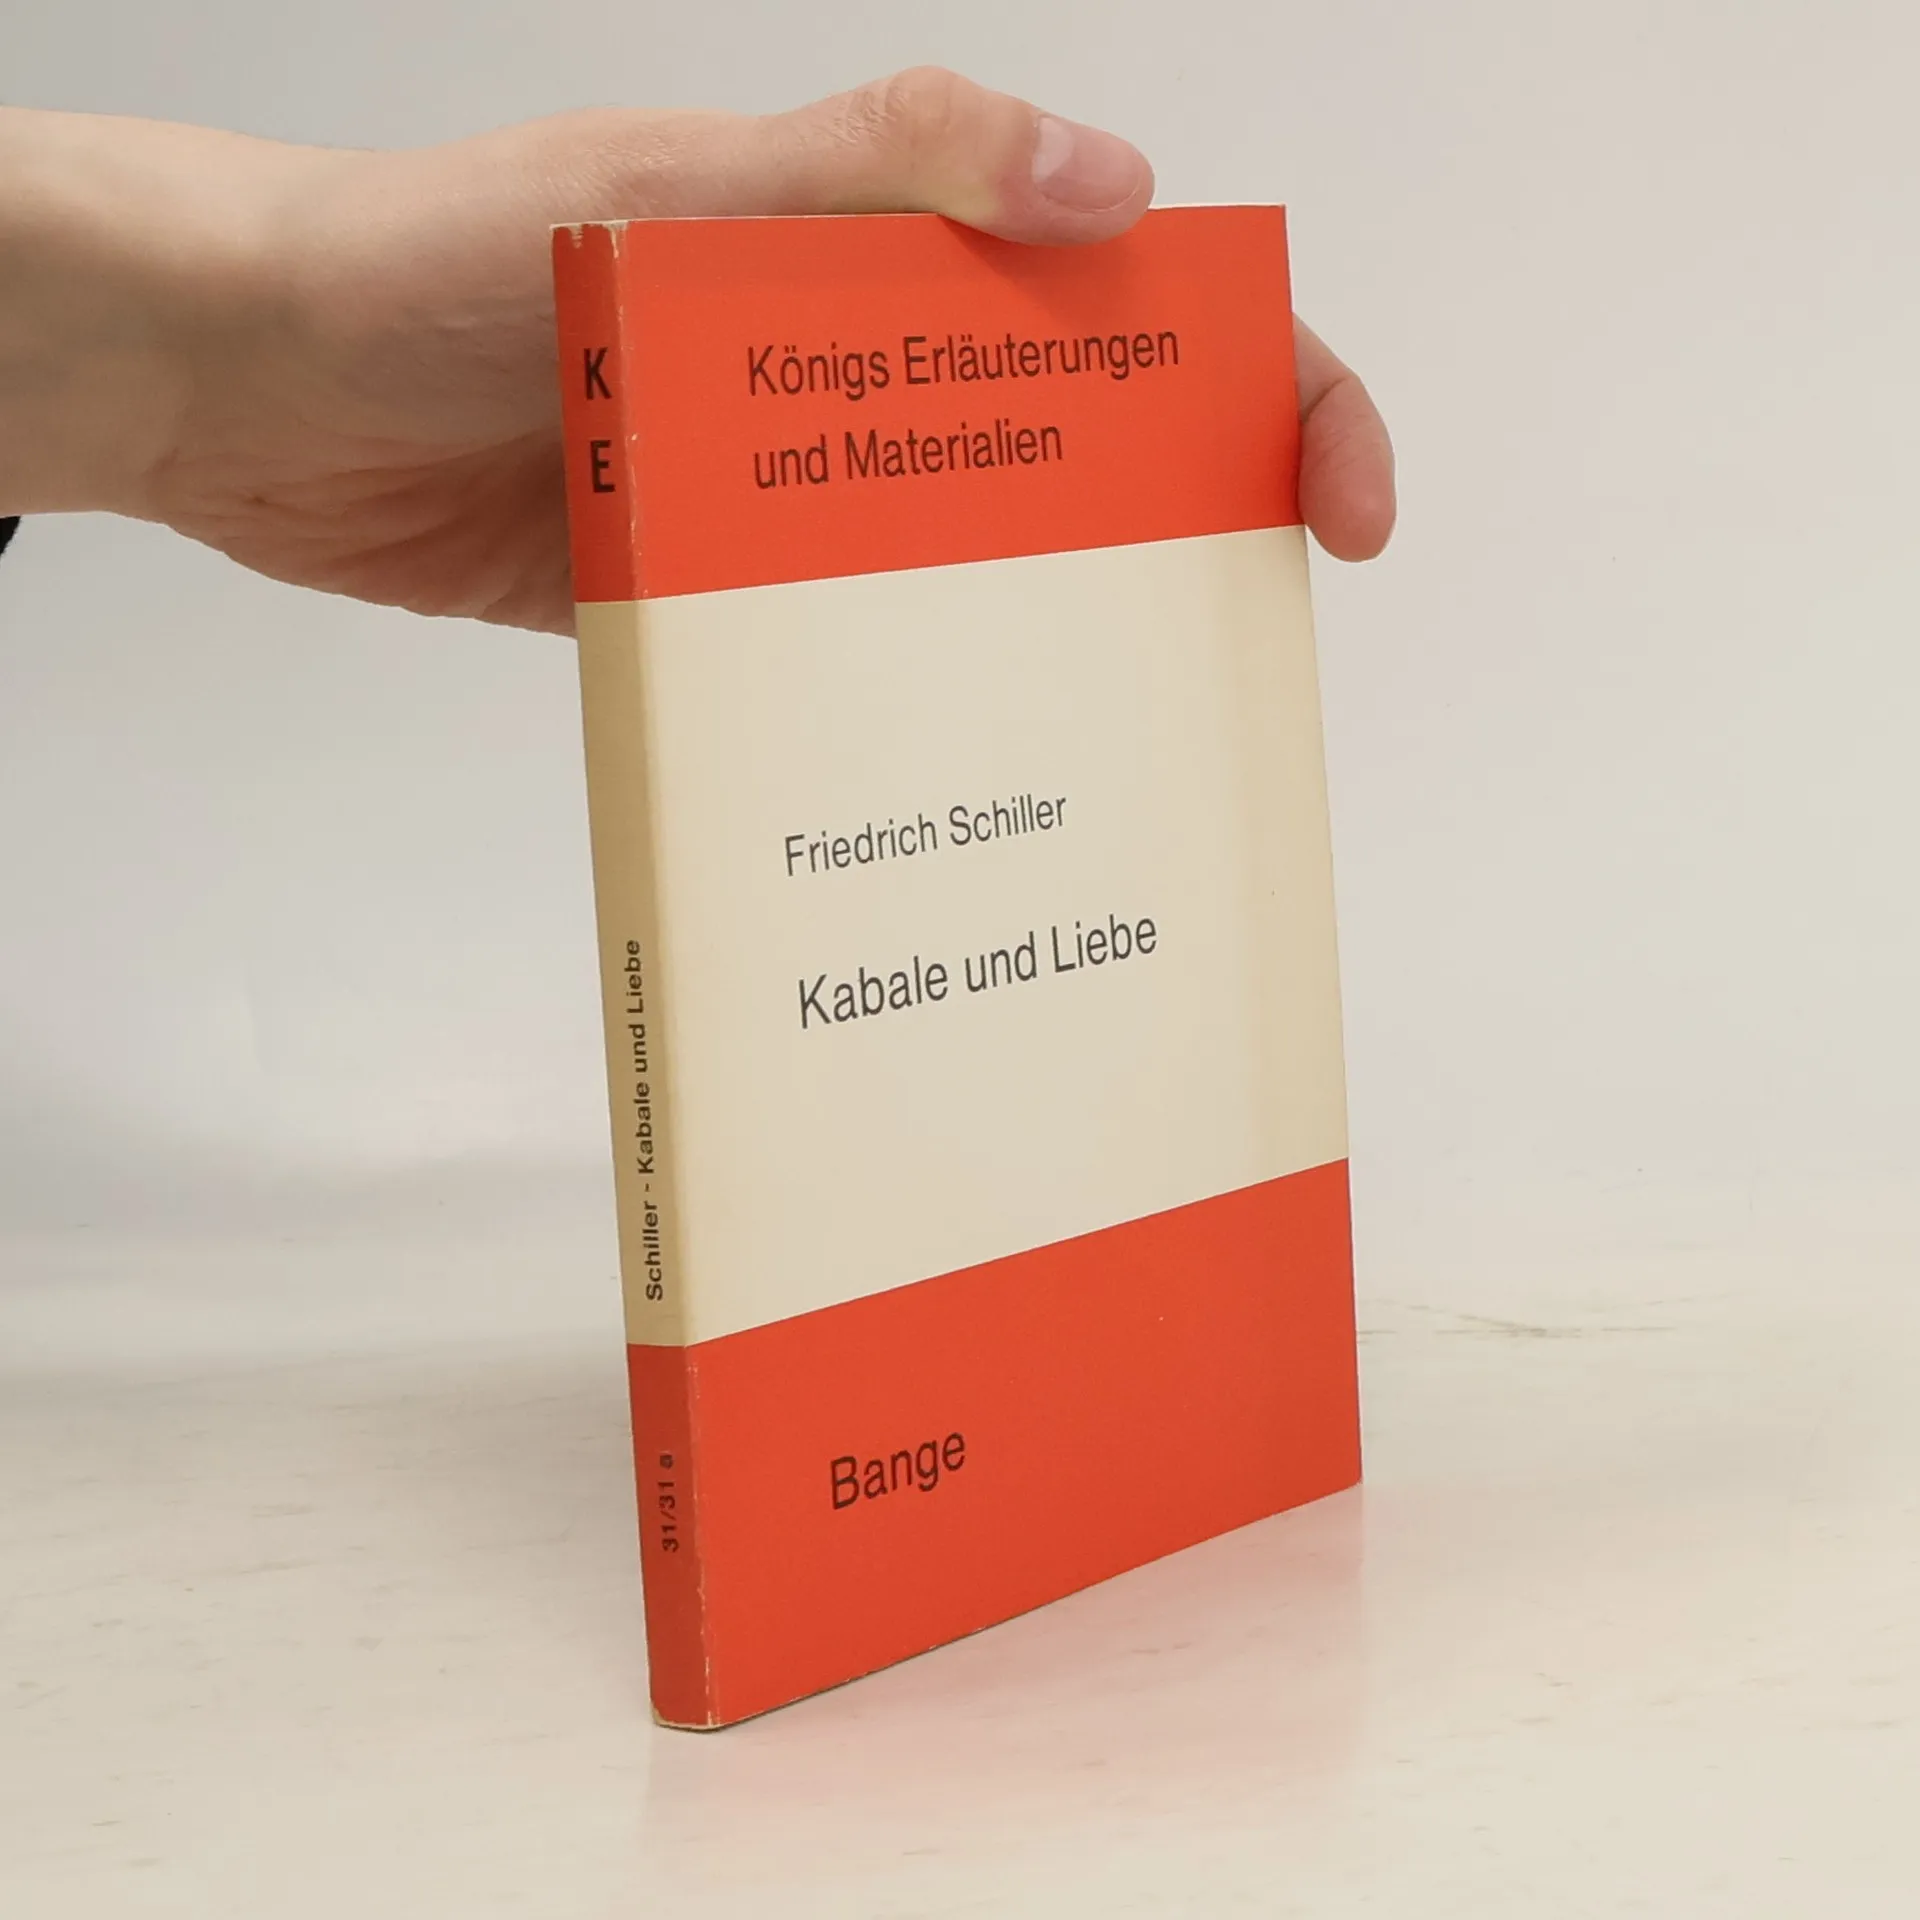 Königs Erläuterungen
und Materialien
Friedrich Schiller
Kabale und Liebe
Bange
K
E
Schiller - Kabale und Liebe
31/31 a